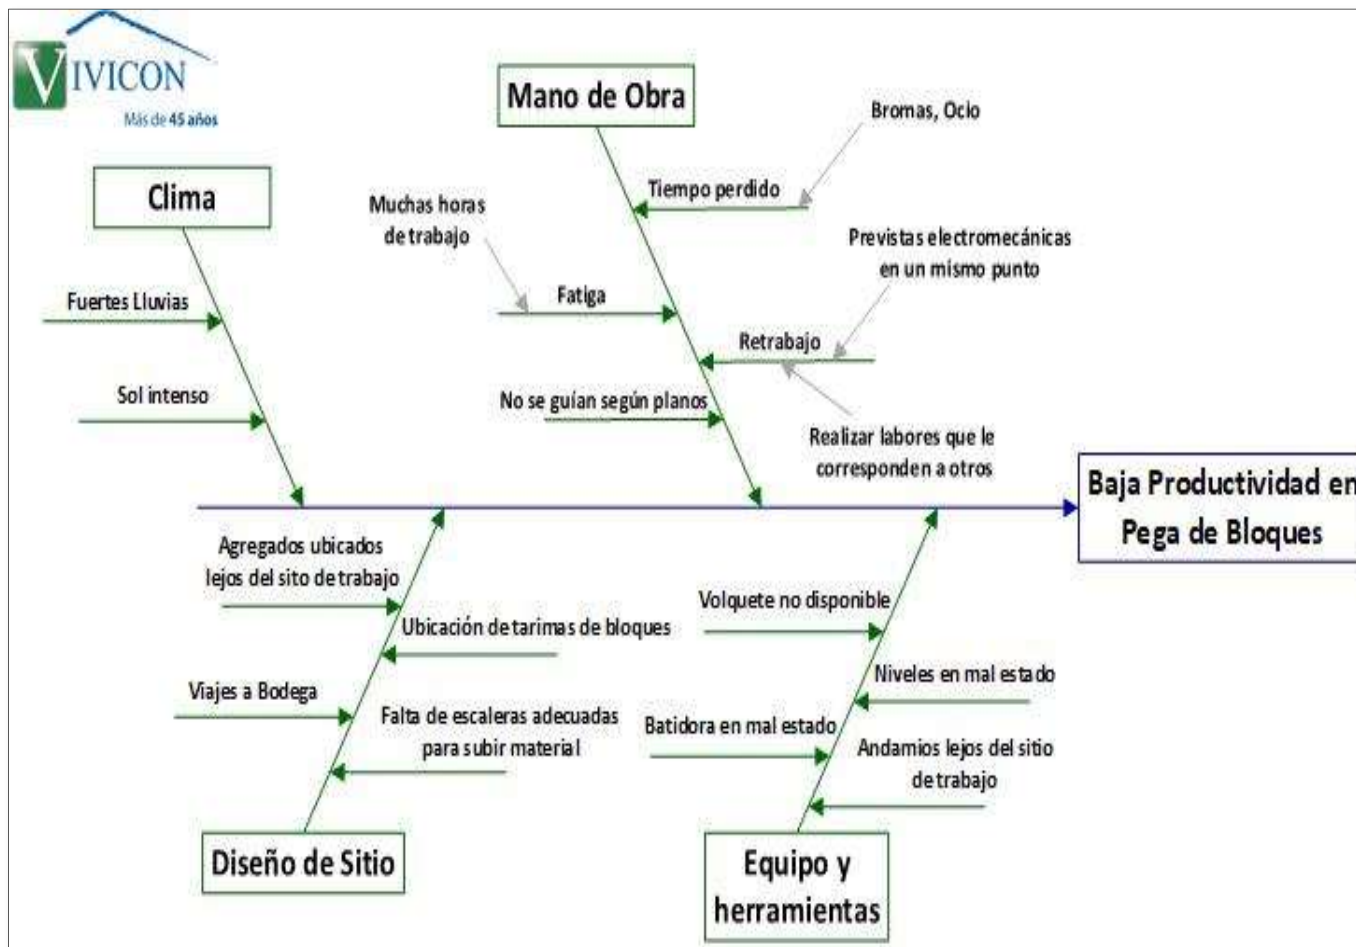 VIVICON
Más de 45 años
Mano de Obra
Bromas, Ocio
Clima
Tiempo perdido
Muchas horas
de trabajo
Previstas electromecánicas
en un mismo punto
Fuertes Lluvias
Fatiga
Retrabajo
Sol intenso
No se guían según planos
Realizar labores que le
corresponden a otros
Baja Productividad en
Pega de Bloques
Agregados ubicados
lejos del sito de trabajo
Ubicación de tarimas de bloques
Viajes a Bodega
Falta de escaleras adecuadas
para subir material
Volquete no disponible
Niveles en mal estado
Batidora en mal estado
Andamios lejos del sitio
de trabajo
Diseño de Sitio
Equipo y
herramientas